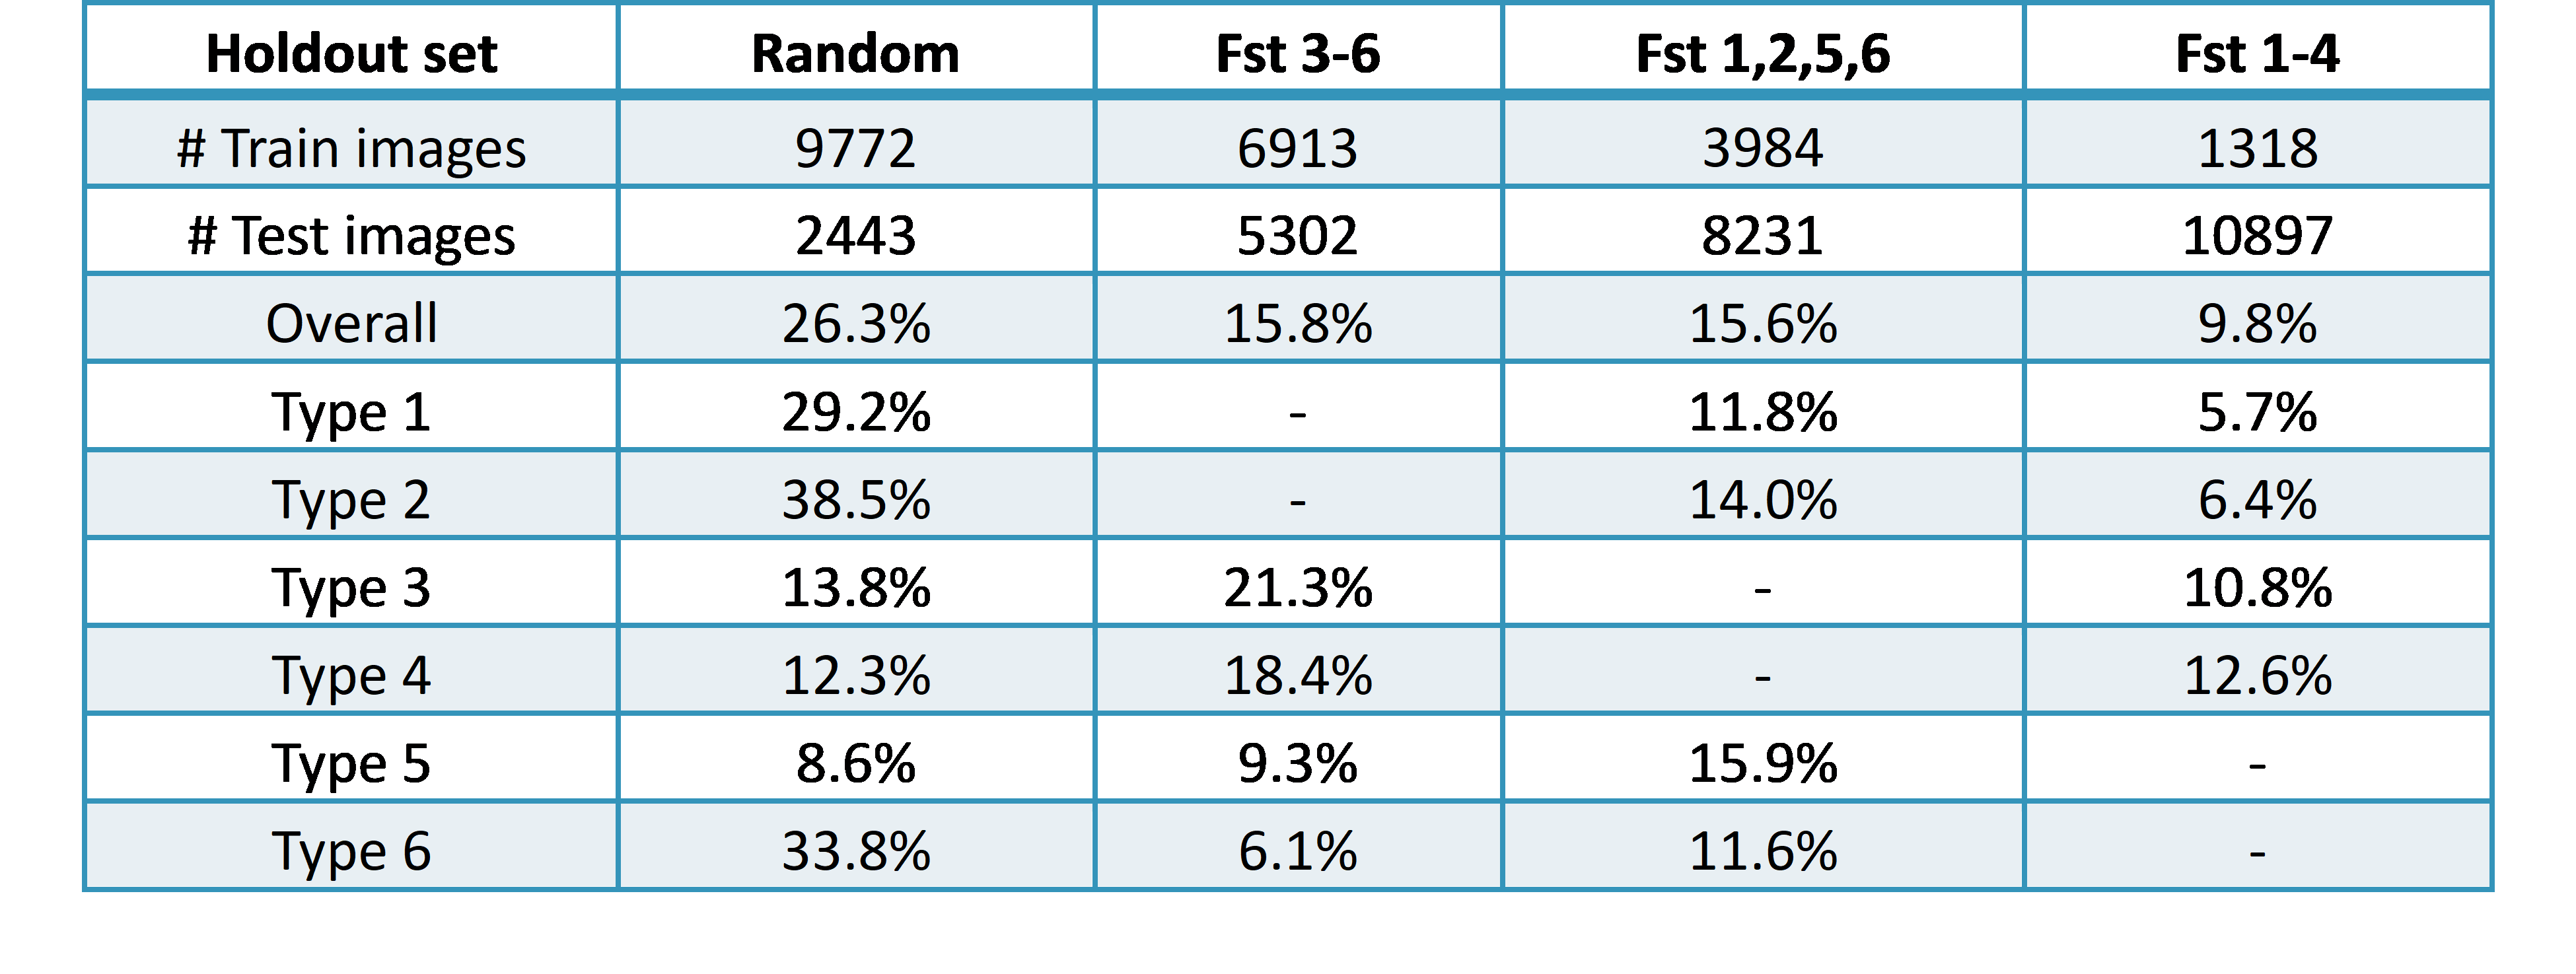 Holdout set Random Fst 3-6 Fst 1,2,5,6 Fst 1-4
# Train images 9772 6913 3984 1318
# Test images 2443 5302 8231 10897
Overall 26.3% 15.8% 15.6% 9.8%
Type 1 29.2% - 11.8% 5.7%
Type 2 38.5% - 14.0% 6.4%
Type 3 13.8% 21.3% - 10.8%
Type 4 12.3% 18.4% - 12.6%
Type 5 8.6% 9.3% 15.9% -
Type 6 33.8% 6.1% 11.6% -